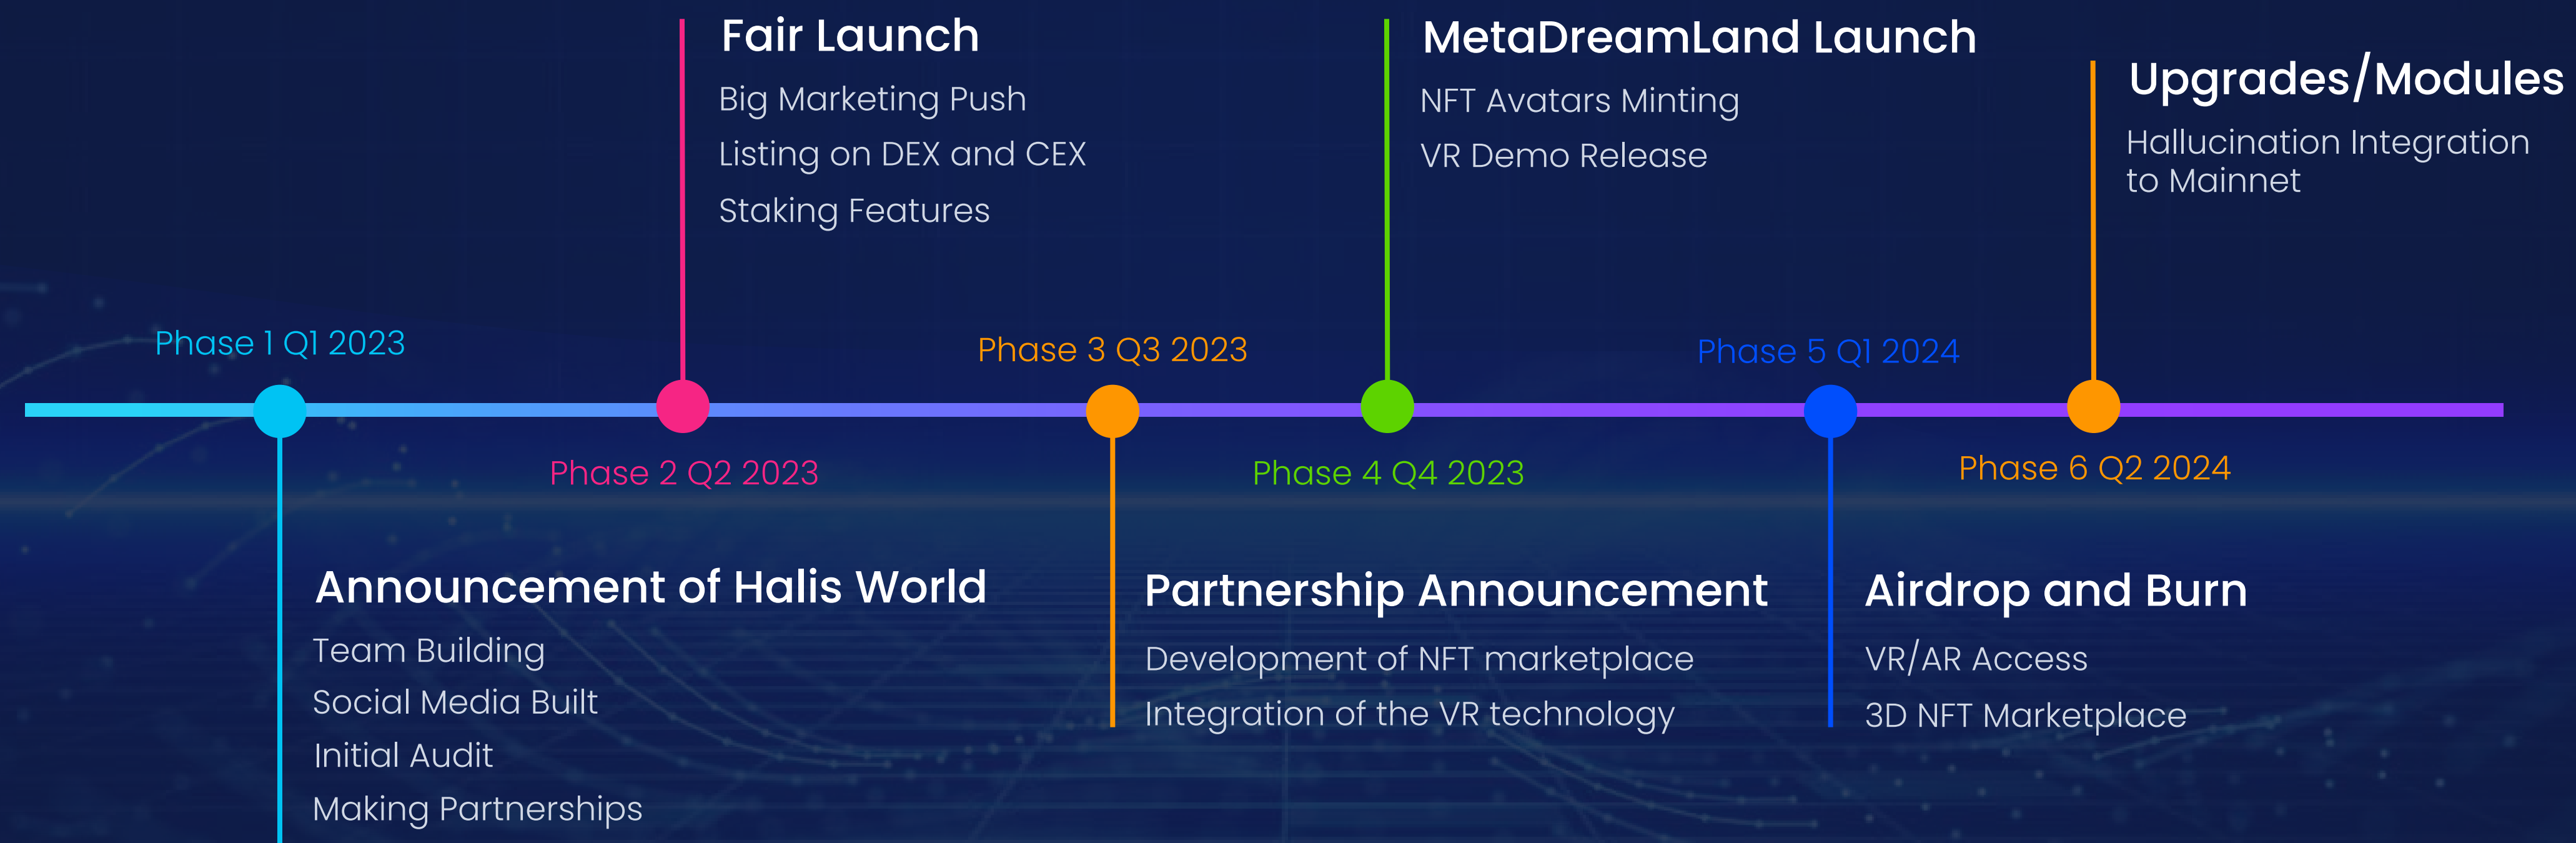 Fair Launch
Big Marketing Push
Listing on DEX and CEX
Staking Features
MetaDreamLand Launch
NFT Avatars Minting
VR Demo Release
Upgrades/Modules
Hallucination Integration
to Mainnet
Phase 1 Q1 2023
Phase 3 Q3 2023
Phase 5 Q1 2024
Phase 2 Q2 2023
Phase 4 Q4 2023
Phase 6 Q2 2024
Announcement of Halis World
Team Building
Social Media Built
Initial Audit
Making Partnerships
Partnership Announcement
Development of NFT marketplace
Integration of the VR technology
Airdrop and Burn
VR/AR Access
3D NFT Marketplace